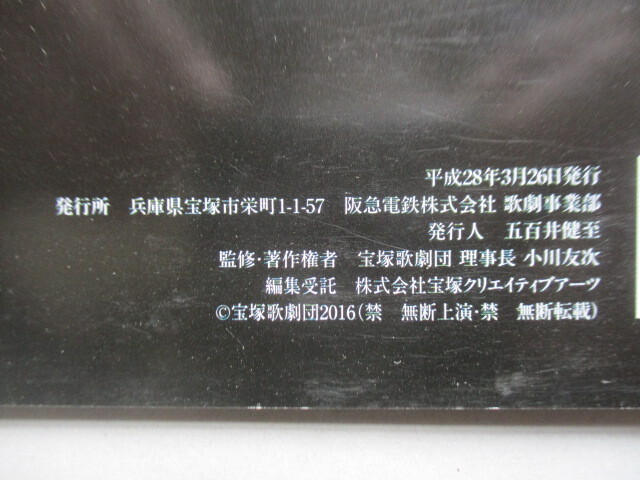 平成28年3月26日発行
発行所　兵庫県宝塚市栄町1-1-57　阪急電鉄株式会社 歌劇事業部
発行人　五百井健至
監修・著作権者　宝塚歌劇団 理事長 小川友次
編集受託　株式会社宝塚クリエイティブアーツ
©宝塚歌劇団2016(禁　無断上演・禁　無断転載)